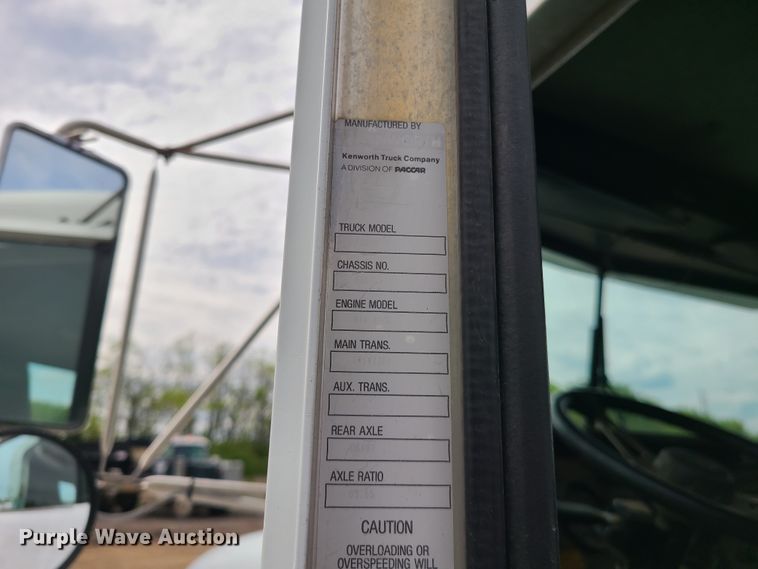 MANUFACTURED BY
Kenworth Truck Company
A DIVISION OF PACCAR
TRUCK MODEL
CHASSIS NO.
ENGINE MODEL
MAIN TRANS.
AUX. TRANS.
REAR AXLE
AXLE RATIO
CAUTION
OVERLOADING OR
OVERSPEEDING WILL
Purple Wave Auction